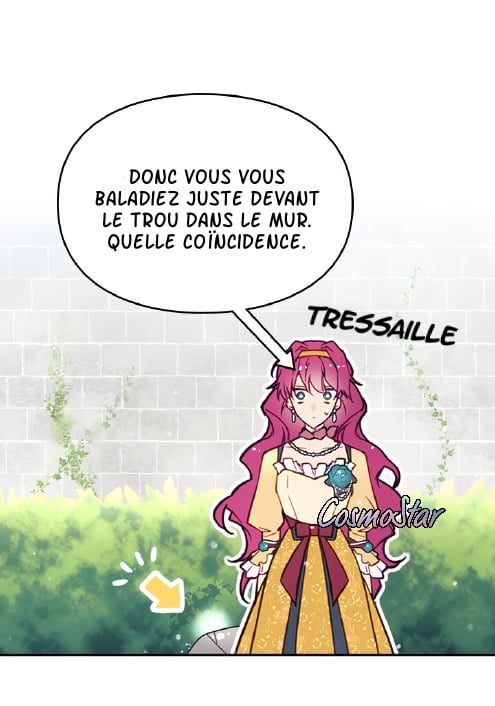 DONC VOUS VOUS
BALADIEZ JUSTE DEVANT
LE TROU DANS LE MUR.
QUELLE COÏNCIDENCE.
TRESSAILLE
CosmoStar